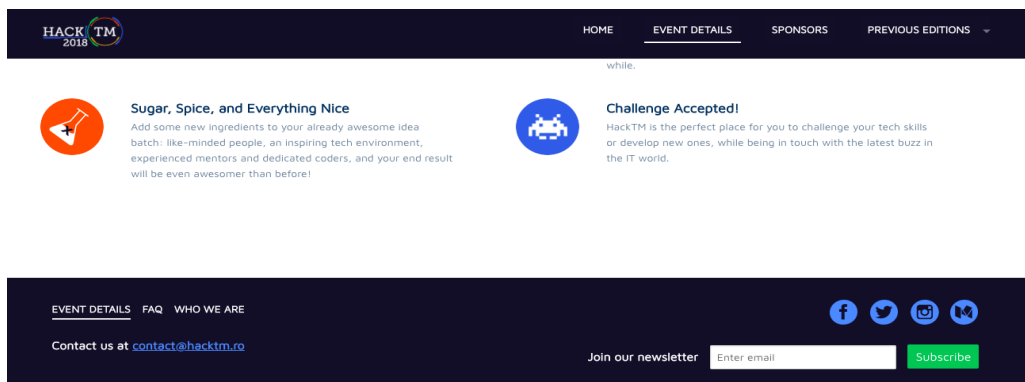 HACK TM
2018
HOME EVENT DETAILS SPONSORS PREVIOUS EDITIONS
while.
Sugar, Spice, and Everything Nice
Add some new ingredients to your already awesome idea
batch: like-minded people, an inspiring tech environment,
experienced mentors and dedicated coders, and your end result
will be even awesomer than before!
Challenge Accepted!
HackTM is the perfect place for you to challenge your tech skills
or develop new ones, while being in touch with the latest buzz in
the IT world.
EVENT DETAILS FAQ WHO WE ARE
Contact us at contact@hacktm.ro
Join our newsletter Enter email Subscribe